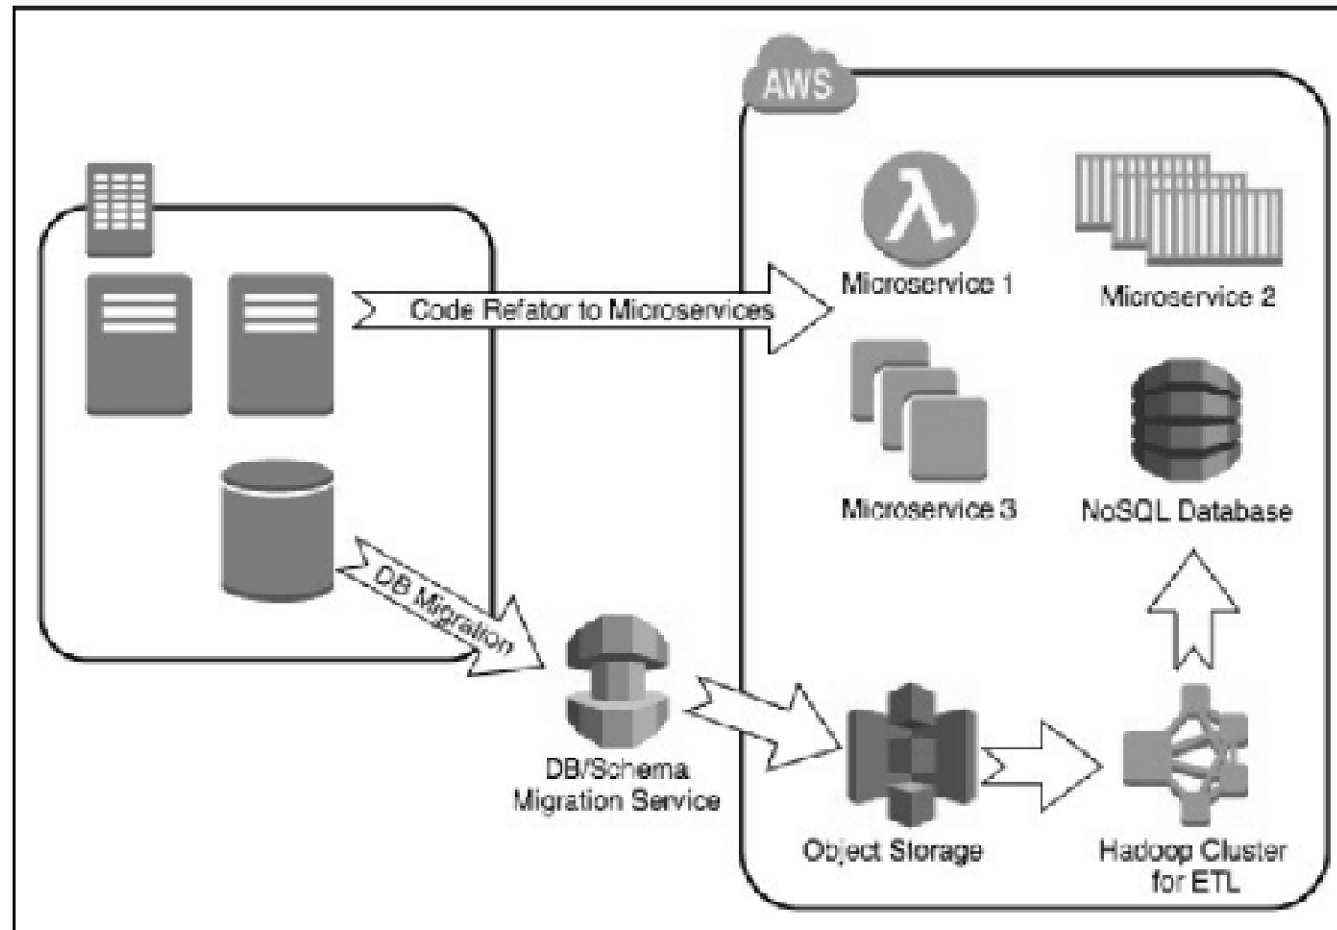 AWS
Microservice 1
Microservice 2
Code Refator to Microservices
Microservice 3
NoSQL Database
DB Migration
DB/Schema
Migration Service
Object Storage
Hadoop Cluster
for ETL